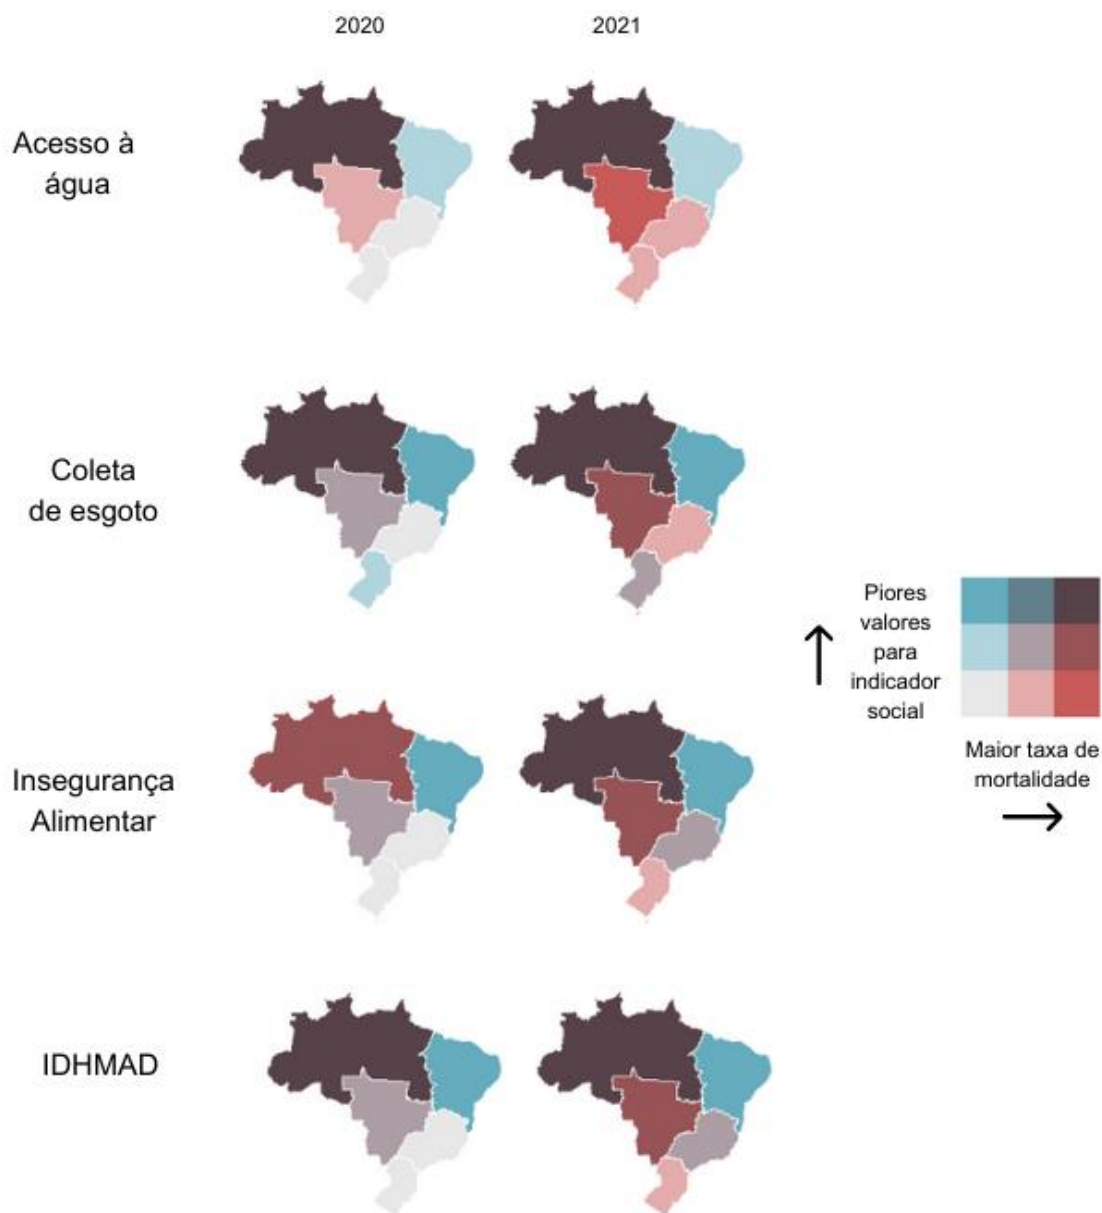 2020
2021
Acesso à
água
Coleta
de esgoto
Piores
valores
para
indicador
social
Maior taxa de
mortalidade
Insegurança
Alimentar
IDHMAD